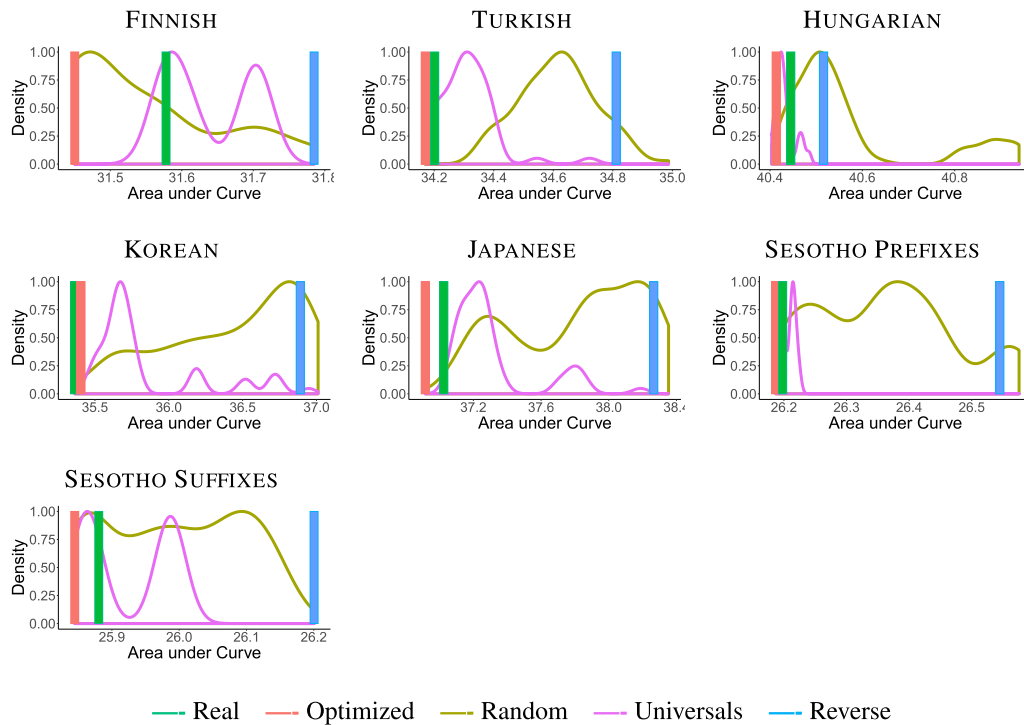 FINNISH TURKISH HUNGARIAN
1.00 1.00 1.00
0.75 0.75 0.75
0.50 0.50 0.50
0.25 0.25 0.25
0.00 0.00 0.00
Density Density Density
31.5 31.6 31.7 31.8 34.2 34.4 34.6 34.8 35.0 40.4 40.6 40.8
Area under Curve Area under Curve Area under Curve
KOREAN JAPANESE SESOTHO PREFIXES
1.00 1.00 1.00
0.75 0.75 0.75
0.50 0.50 0.50
0.25 0.25 0.25
0.00 0.00 0.00
Density Density Density
35.5 36.0 36.5 37.0 37.2 37.6 38.0 38.4 26.2 26.3 26.4 26.5
Area under Curve Area under Curve Area under Curve
SESOTHO SUFFIXES
1.00
0.75
0.50
0.25
0.00
Density
25.9 26.0 26.1 26.2
Area under Curve
Real Optimized Random Universals Reverse